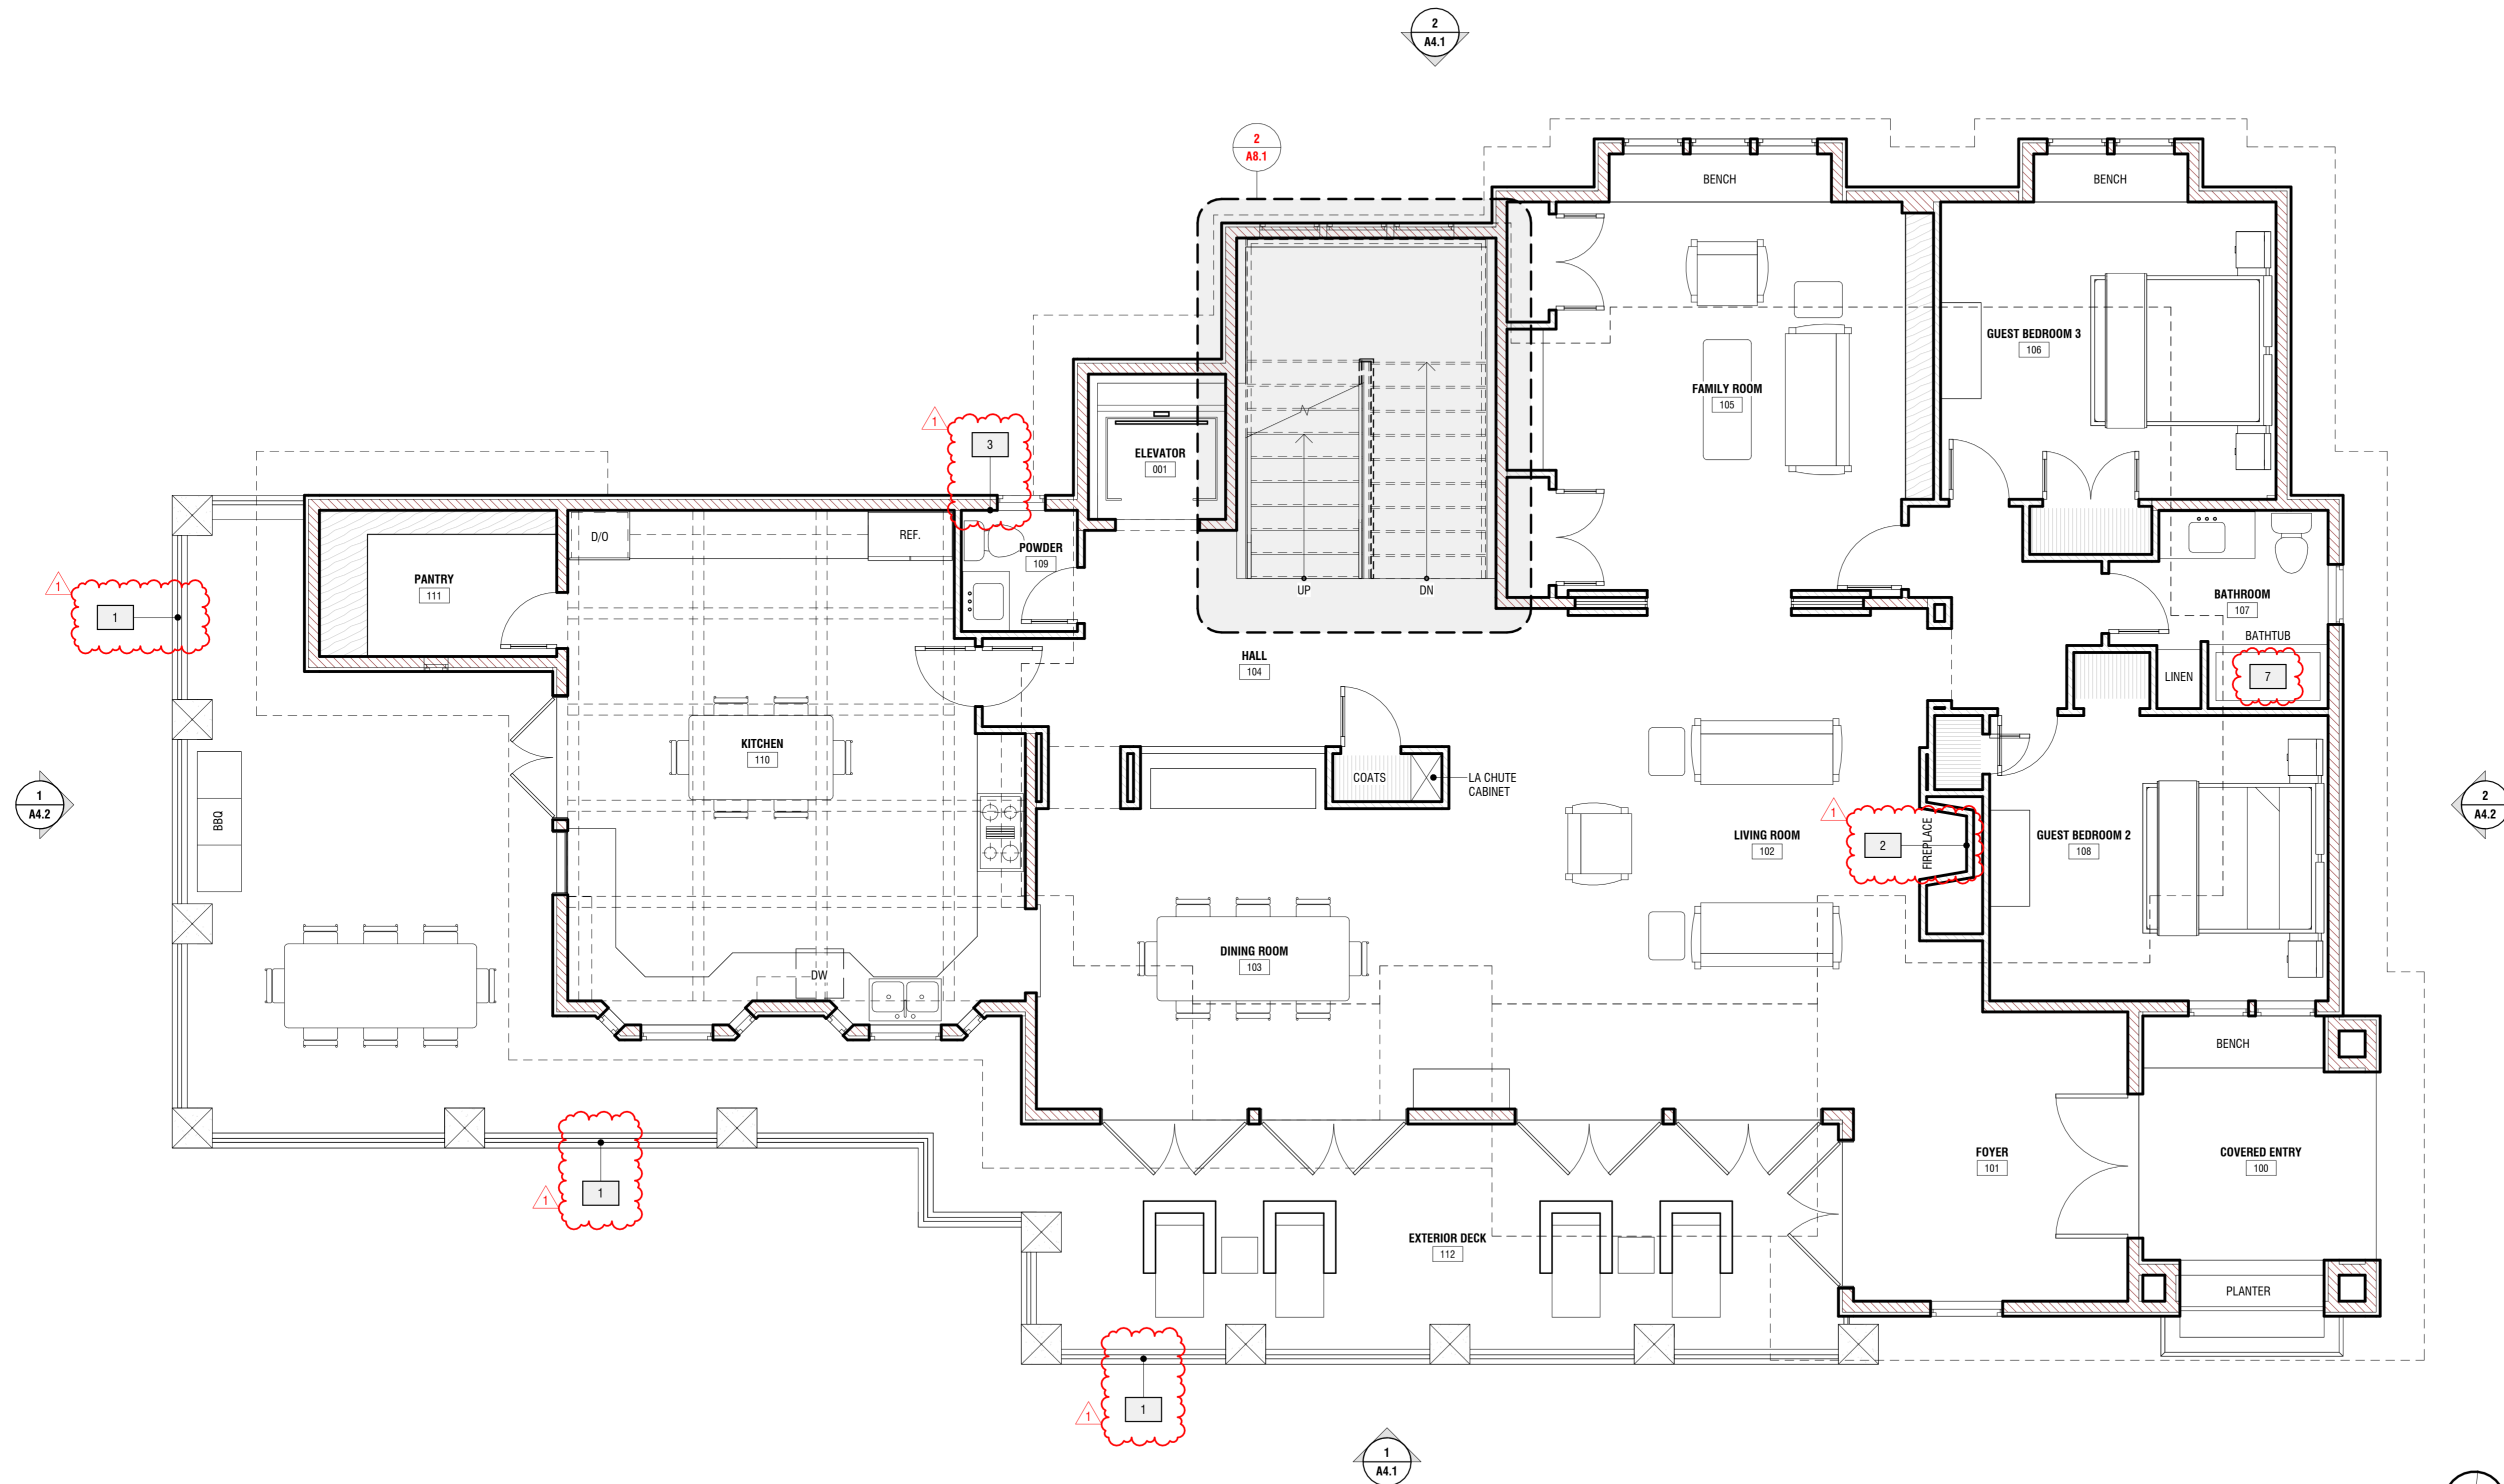 2
A4.1
2
A8.1
BENCH
BENCH
GUEST BEDROOM 3
106
FAMILY ROOM
105
1
3
ELEVATOR
001
D/O
REF.
POWDER
109
PANTRY
111
1
1
UP
DN
BATHROOM
107
BATHTUB
HALL
104
LINEN
7
KITCHEN
110
COATS
LA CHUTE
CABINET
1
A4.2
2
A4.2
BBQ
1
LIVING ROOM
102
2
FIREPLACE
GUEST BEDROOM 2
108
DINING ROOM
103
DW
BENCH
FOYER
101
COVERED ENTRY
100
1
1
EXTERIOR DECK
112
PLANTER
1
1
1
A4.1